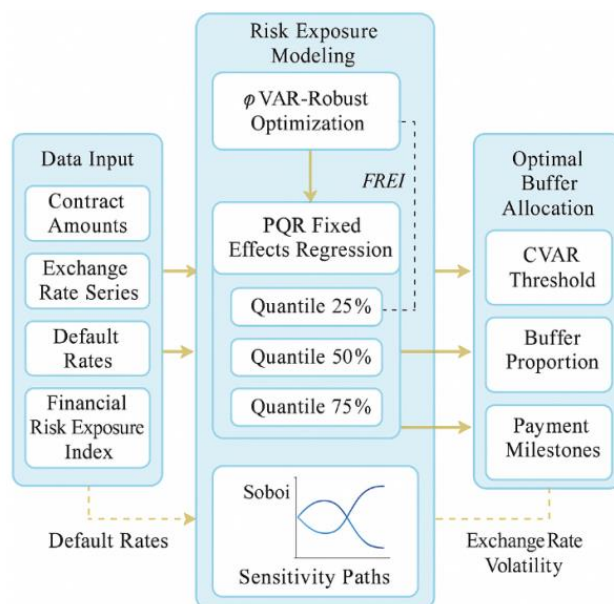 Risk Exposure
Modeling
φ VAR-Robust
Optimization
FREI
PQR Fixed
Effects Regression
Quantile 25%
Quantile 50%
Quantile 75%
Soboi
Sensitivity Paths
Data Input
Contract
Amounts
Exchange
Rate Series
Default
Rates
Financial
Risk Exposure
Index
Default Rates
Optimal
Buffer
Allocation
CVAR
Threshold
Buffer
Proportion
Payment
Milestones
Exchange Rate
Volatility